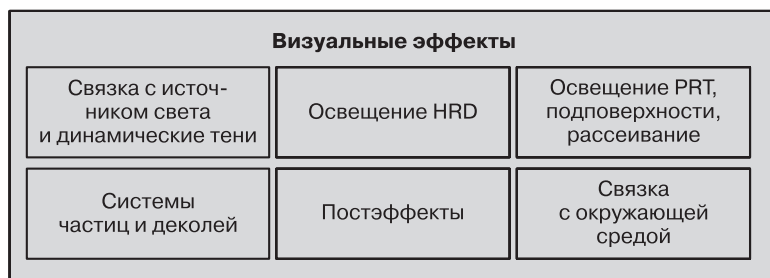 Визуальные эффекты
Связка с источ-
ником света
и динамические тени
Освещение HRD
Освещение PRT,
подповерхности,
рассеивание
Системы
частиц и деколей
Постэффекты
Связка
с окружающей
средой